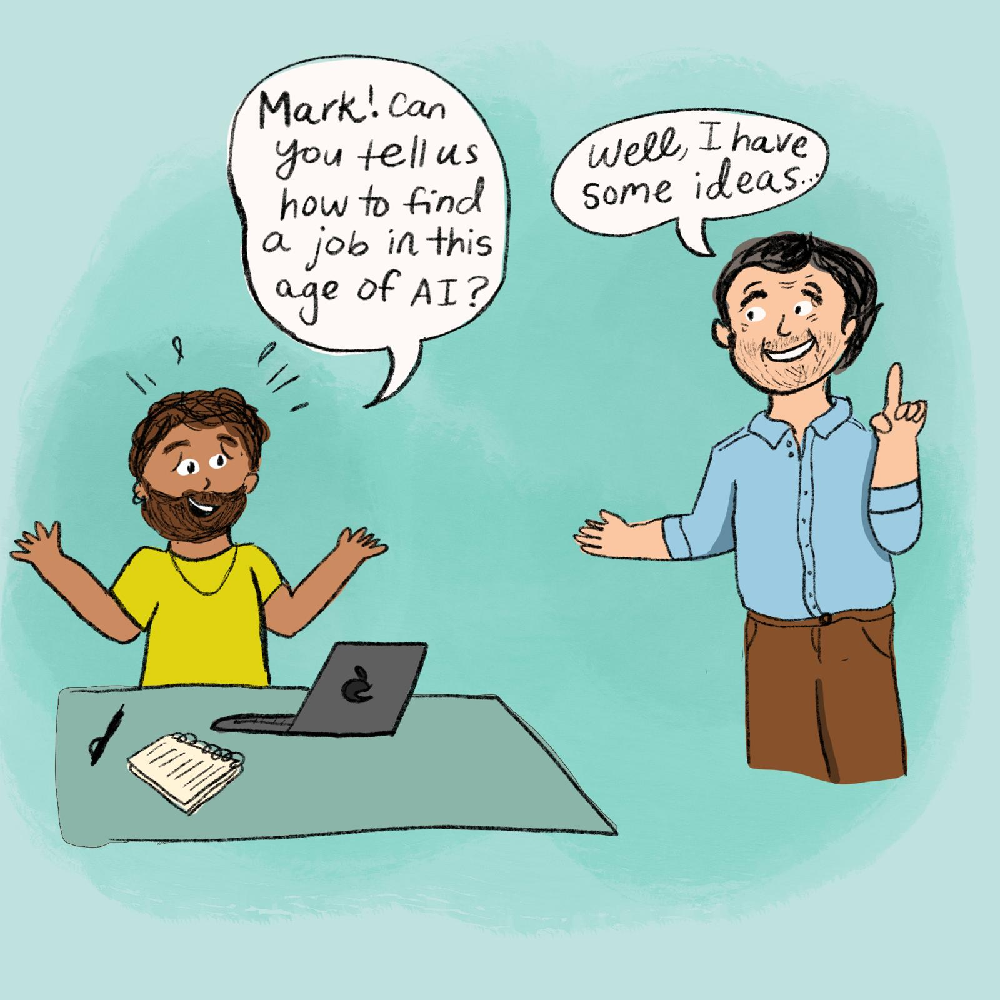 Mark! Can
you tell us
how to find
a job in this
age of AI?
Well, I have
some ideas...